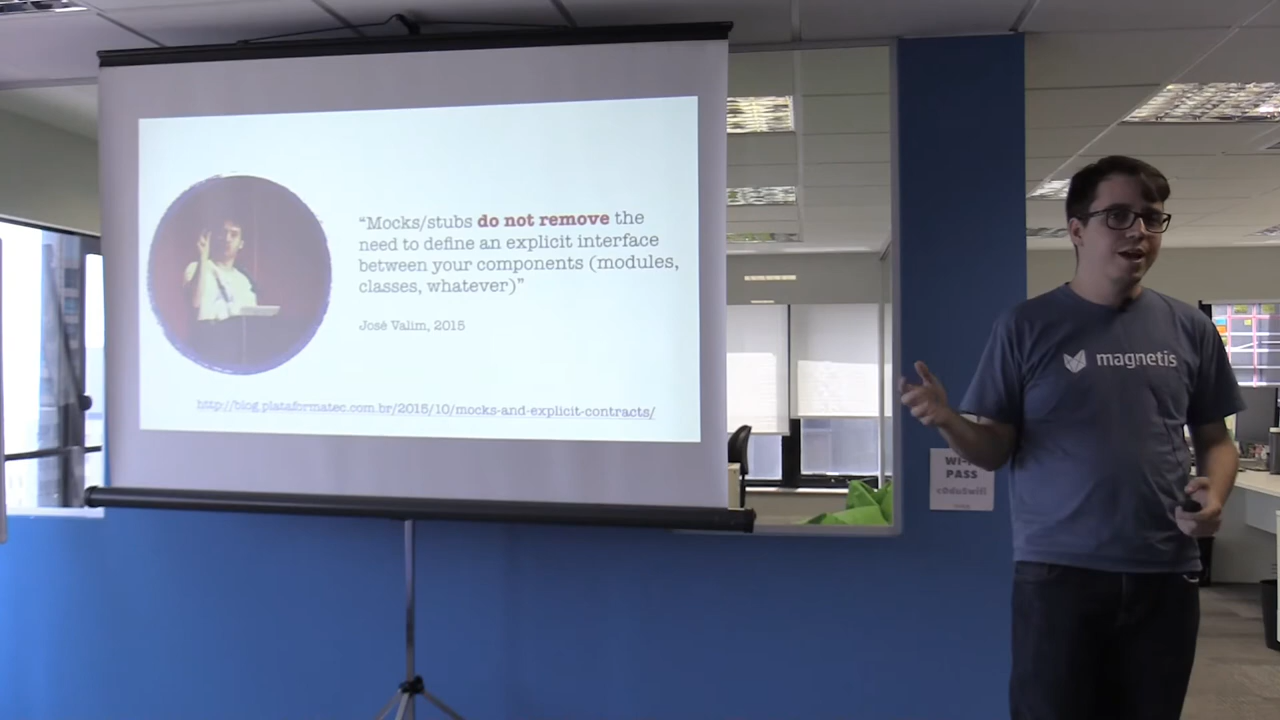 “Mocks/stubs do not remove the
need to define an explicit interface
between your components (modules,
classes, whatever)”
José Valim, 2015
http://blog.plataformatec.com.br/2015/10/mocks-and-explicit-contracts/
magnetis
PASS